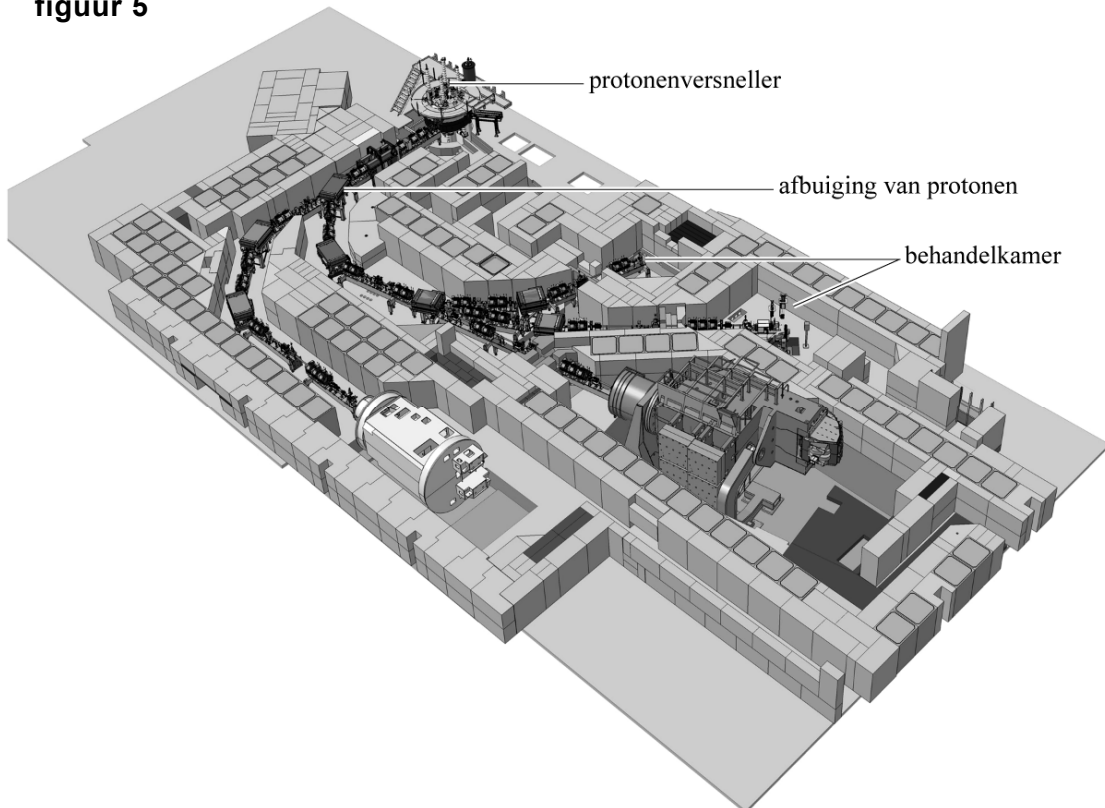 figuur 5
protonenversneller
afbuiging van protonen
behandelkamer